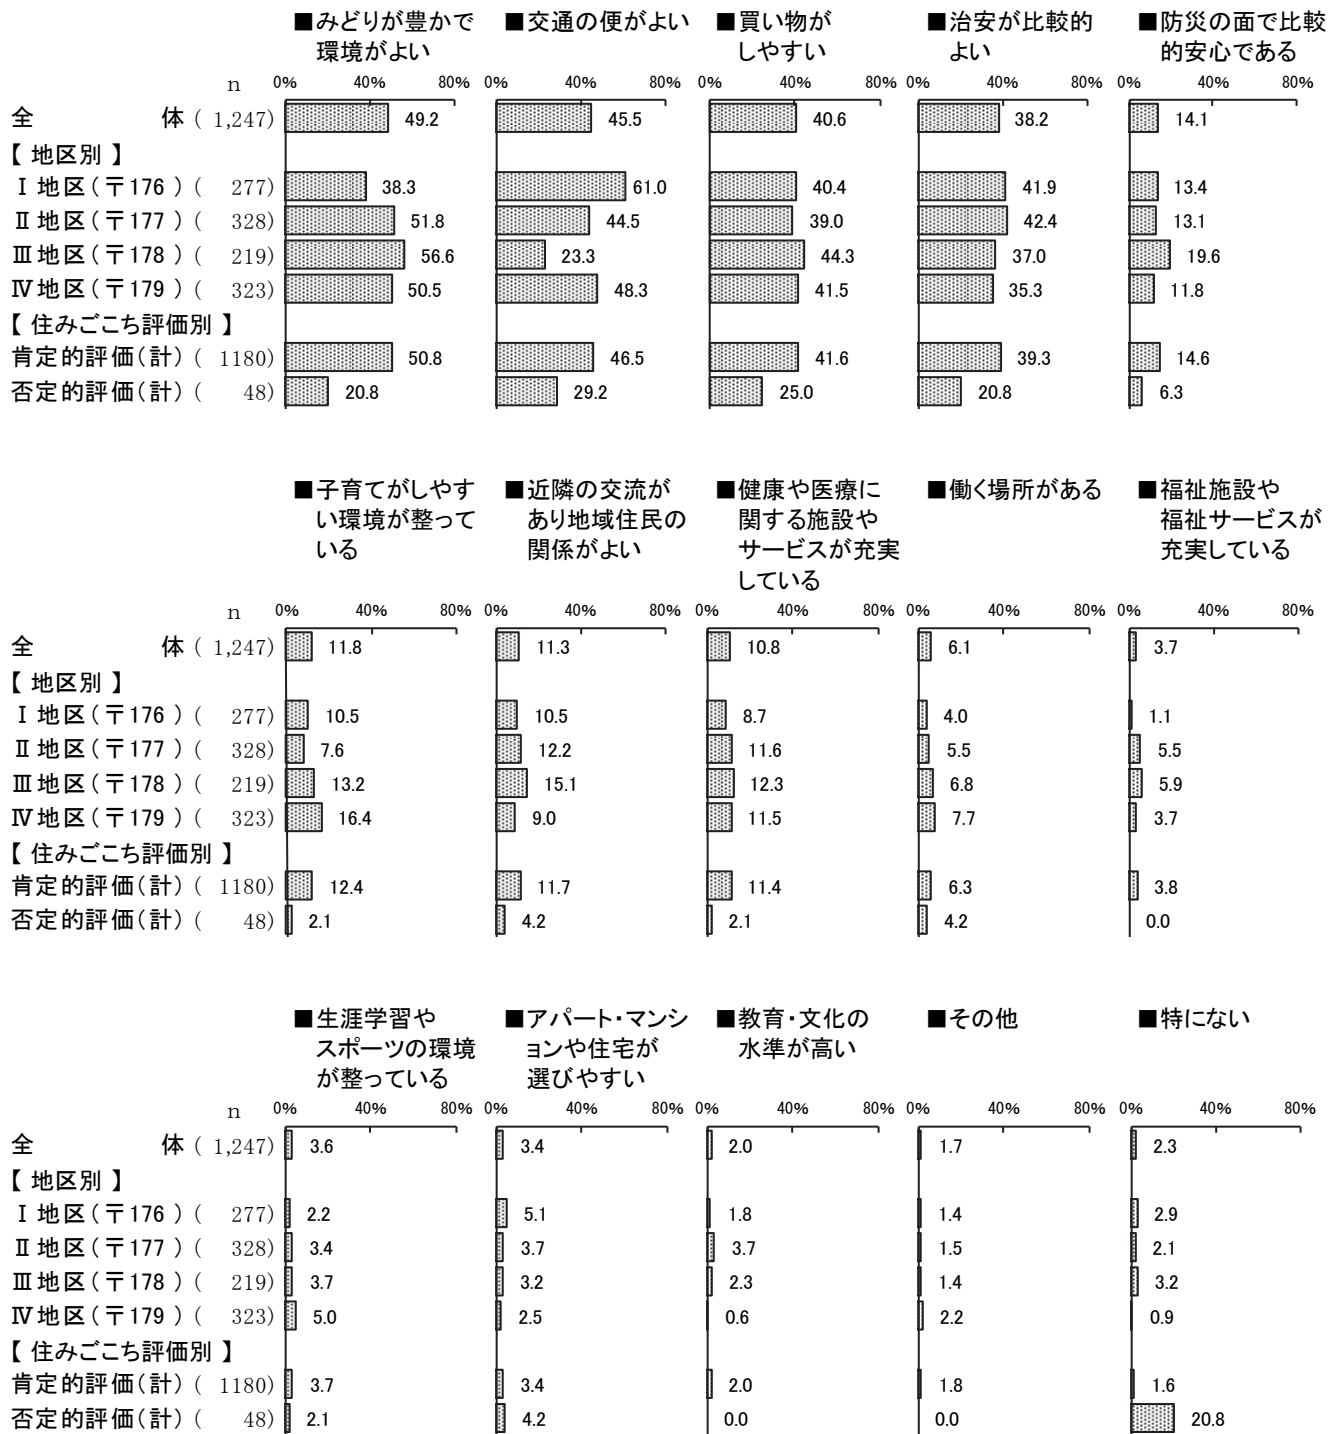 ■みどりが豊かで ■交通の便がよい ■買い物が ■治安が比較的 ■防災の面で比較
環境がよい しやすい よい 的安心である
n 0% 40% 80% 0% 40% 80% 0% 40% 80% 0% 40% 80% 0% 40% 80%
全 体 ( 1,247) 49.2 45.5 40.6 38.2 14.1
【 地区別 】
Ⅰ 地区(〒176 ) ( 277) 38.3 61.0 40.4 41.9 13.4
Ⅱ 地区(〒177 ) ( 328) 51.8 44.5 39.0 42.4 13.1
Ⅲ 地区(〒178 ) ( 219) 56.6 23.3 44.3 37.0 19.6
Ⅳ 地区(〒179 ) ( 323) 50.5 48.3 41.5 35.3 11.8
【 住みごこち評価別 】
肯定的評価(計) ( 1180) 50.8 46.5 41.6 39.3 14.6
否定的評価(計) ( 48) 20.8 29.2 25.0 20.8 6.3
■子育てがしやす ■近隣の交流が ■健康や医療に ■働く場所がある ■福祉施設や
い環境が整って あり地域住民の 関する施設や 福祉サービスが
いる 関係がよい サービスが充実 充実している
している
n 0% 40% 80% 0% 40% 80% 0% 40% 80% 0% 40% 80% 0% 40% 80%
全 体 ( 1,247) 11.8 11.3 10.8 6.1 3.7
【 地区別 】
Ⅰ 地区(〒176 ) ( 277) 10.5 10.5 8.7 4.0 1.1
Ⅱ 地区(〒177 ) ( 328) 7.6 12.2 11.6 5.5 5.5
Ⅲ 地区(〒178 ) ( 219) 13.2 15.1 12.3 6.8 5.9
Ⅳ 地区(〒179 ) ( 323) 16.4 9.0 11.5 7.7 3.7
【 住みごこち評価別 】
肯定的評価(計) ( 1180) 12.4 11.7 11.4 6.3 3.8
否定的評価(計) ( 48) 2.1 4.2 2.1 4.2 0.0
■生涯学習や ■アパート・マンシ ■教育・文化の ■その他 ■特にない
スポーツの環境 ョンや住宅が 水準が高い
が整っている 選びやすい
n 0% 40% 80% 0% 40% 80% 0% 40% 80% 0% 40% 80% 0% 40% 80%
全 体 ( 1,247) 3.6 3.4 2.0 1.7 2.3
【 地区別 】
Ⅰ 地区(〒176 ) ( 277) 2.2 5.1 1.8 1.4 2.9
Ⅱ 地区(〒177 ) ( 328) 3.4 3.7 3.7 1.5 2.1
Ⅲ 地区(〒178 ) ( 219) 3.7 3.2 2.3 1.4 3.2
Ⅳ 地区(〒179 ) ( 323) 5.0 2.5 0.6 2.2 0.9
【 住みごこち評価別 】
肯定的評価(計) ( 1180) 3.7 3.4 2.0 1.8 1.6
否定的評価(計) ( 48) 2.1 4.2 0.0 0.0 20.8